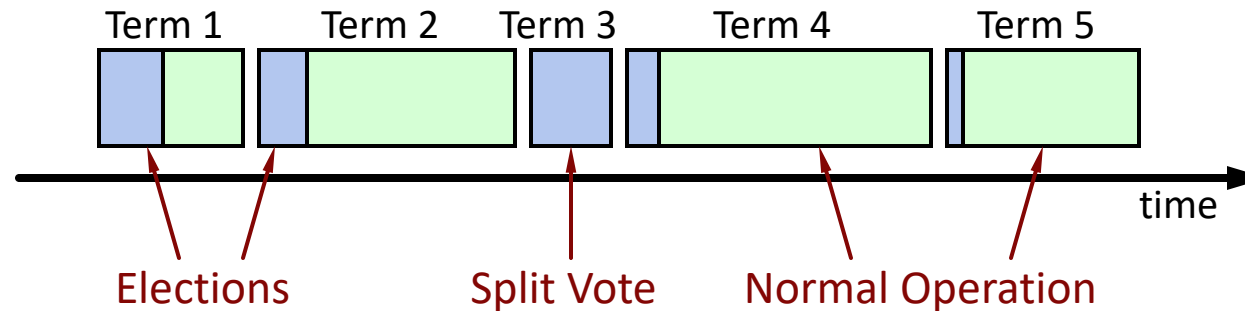 Term 1 Term 2 Term 3 Term 4 Term 5
time
Elections Split Vote Normal Operation